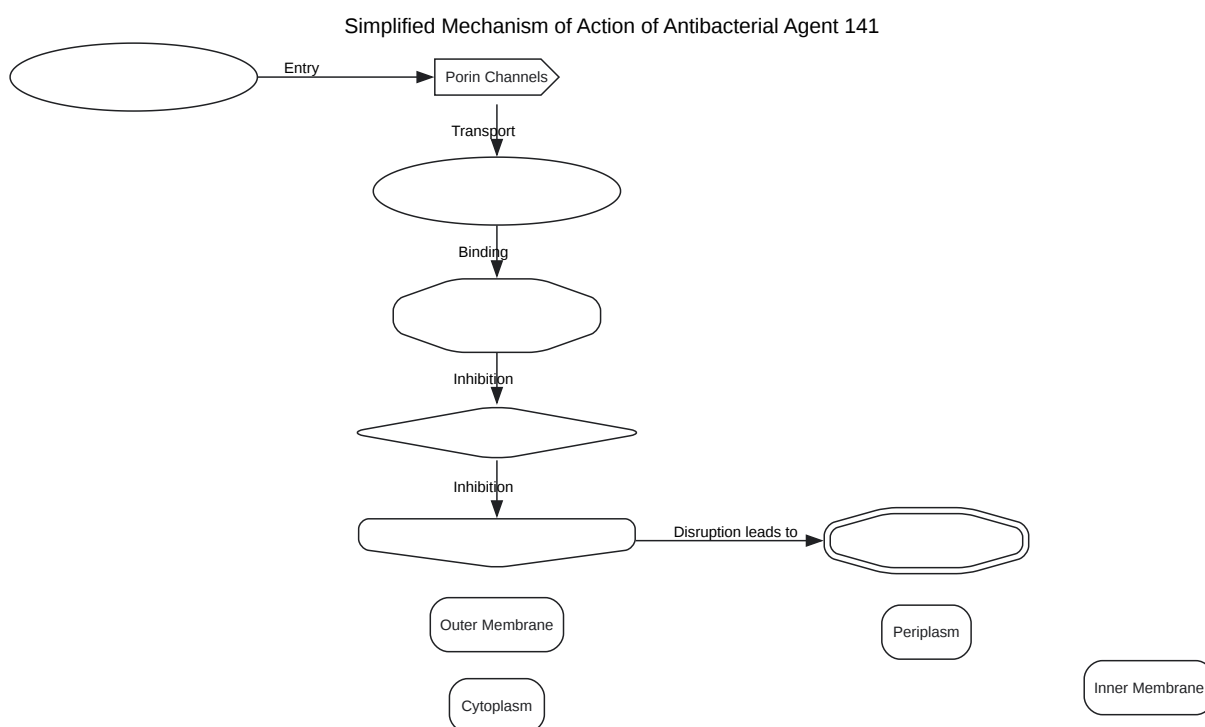 Simplified Mechanism of Action of Antibacterial Agent 141
Entry
Porin Channels
Transport
Binding
Inhibition
Inhibition
Disruption leads to
Outer Membrane
Periplasm
Cytoplasm
Inner Membrane